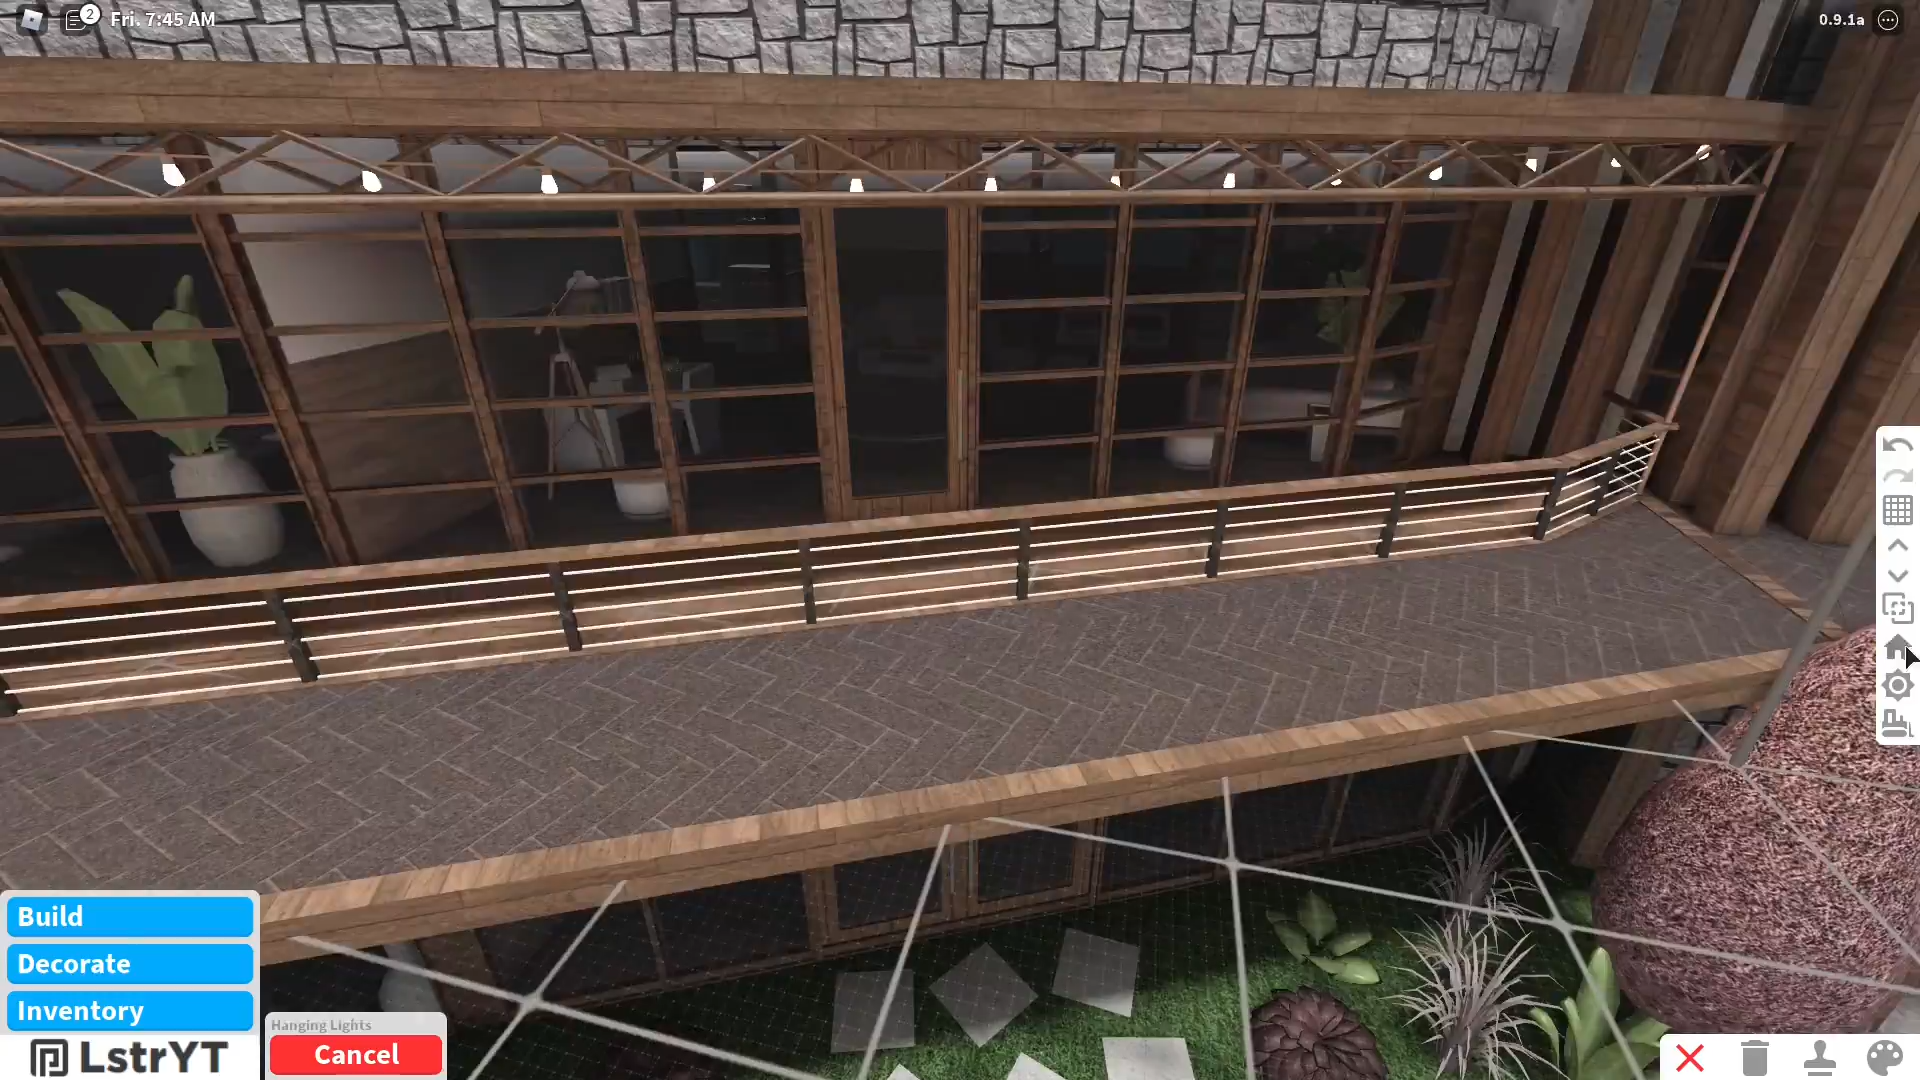 2
Fri. 7:45 AM
0.9.1a
Build
Decorate
Inventory
LstrYT
Hanging Lights
Cancel